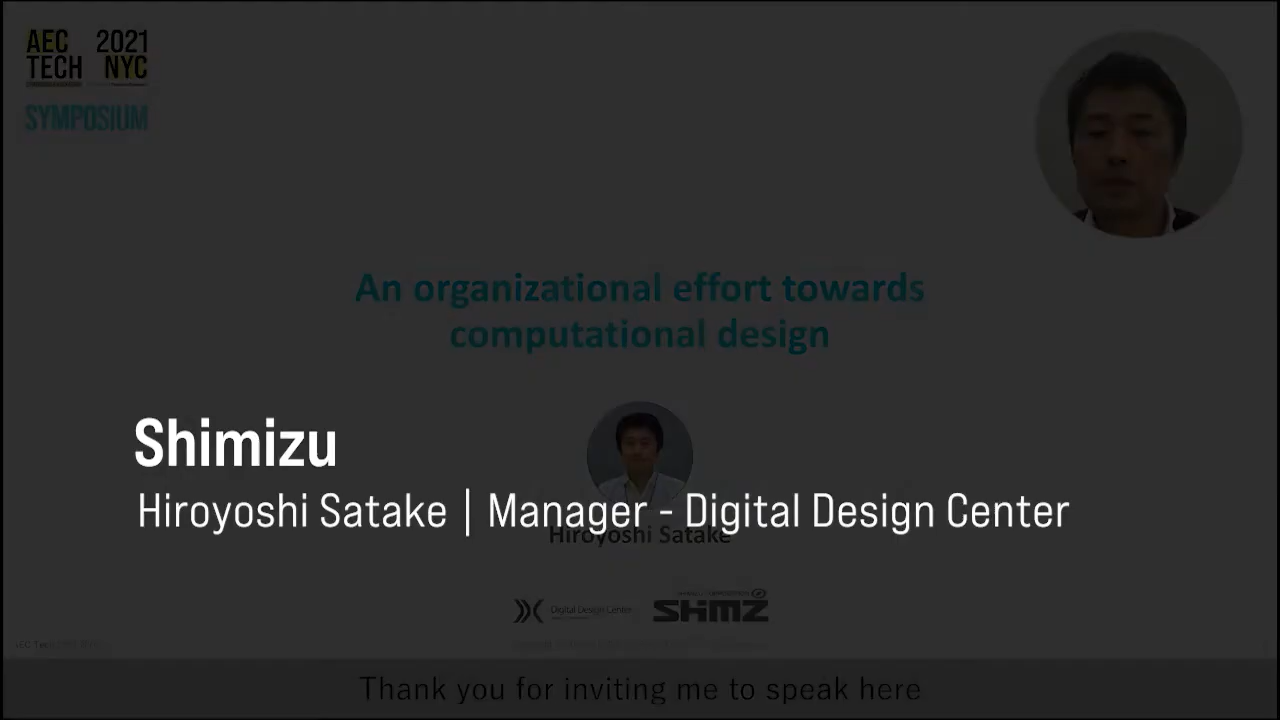 AEC 2021
TECH NYC
SYMPOSIUM
An organizational effort towards
computational design
Shimizu
Hiroyoshi Satake | Manager - Digital Design Center
Hiroyoshi Satake
Digital Design Center
SHIMZ
Thank you for inviting me to speak here